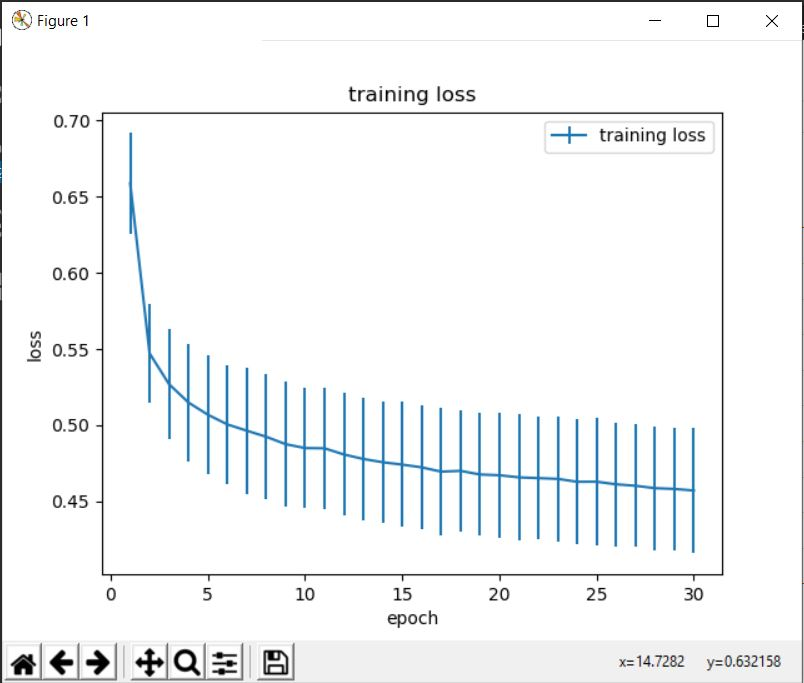 Figure 1
training loss
training loss
0.70
0.65
0.60
0.55
0.50
0.45
loss
0 5 10 15 20 25 30
epoch
x=14.7282 y=0.632158